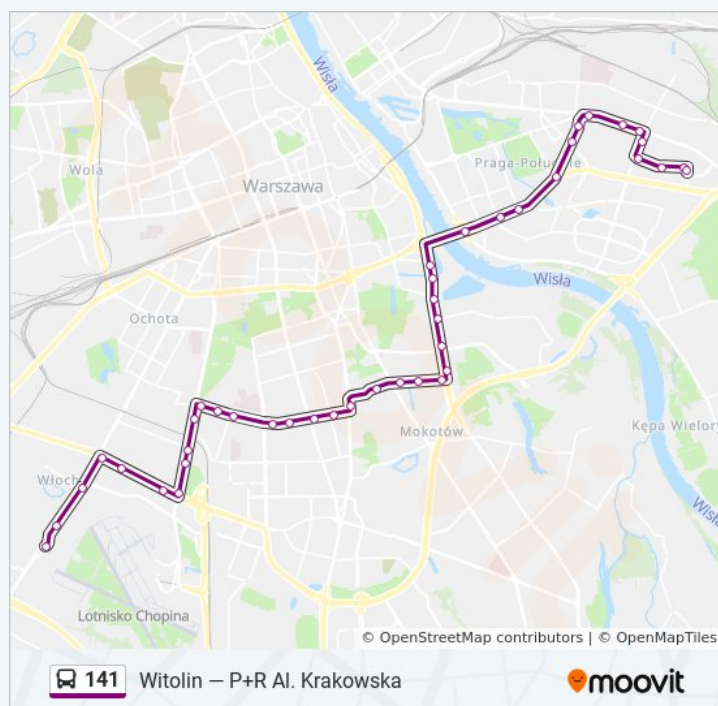 Wisła
Praga-Południe
Wola
Warszawa
Wisła
Ochota
Mokotów
Kępa Wielory
Włochy
Wisła
Lotnisko Chopina
© OpenStreetMap contributors | © OpenMapTiles
141 Witolin — P+R Al. Krakowska
moovit